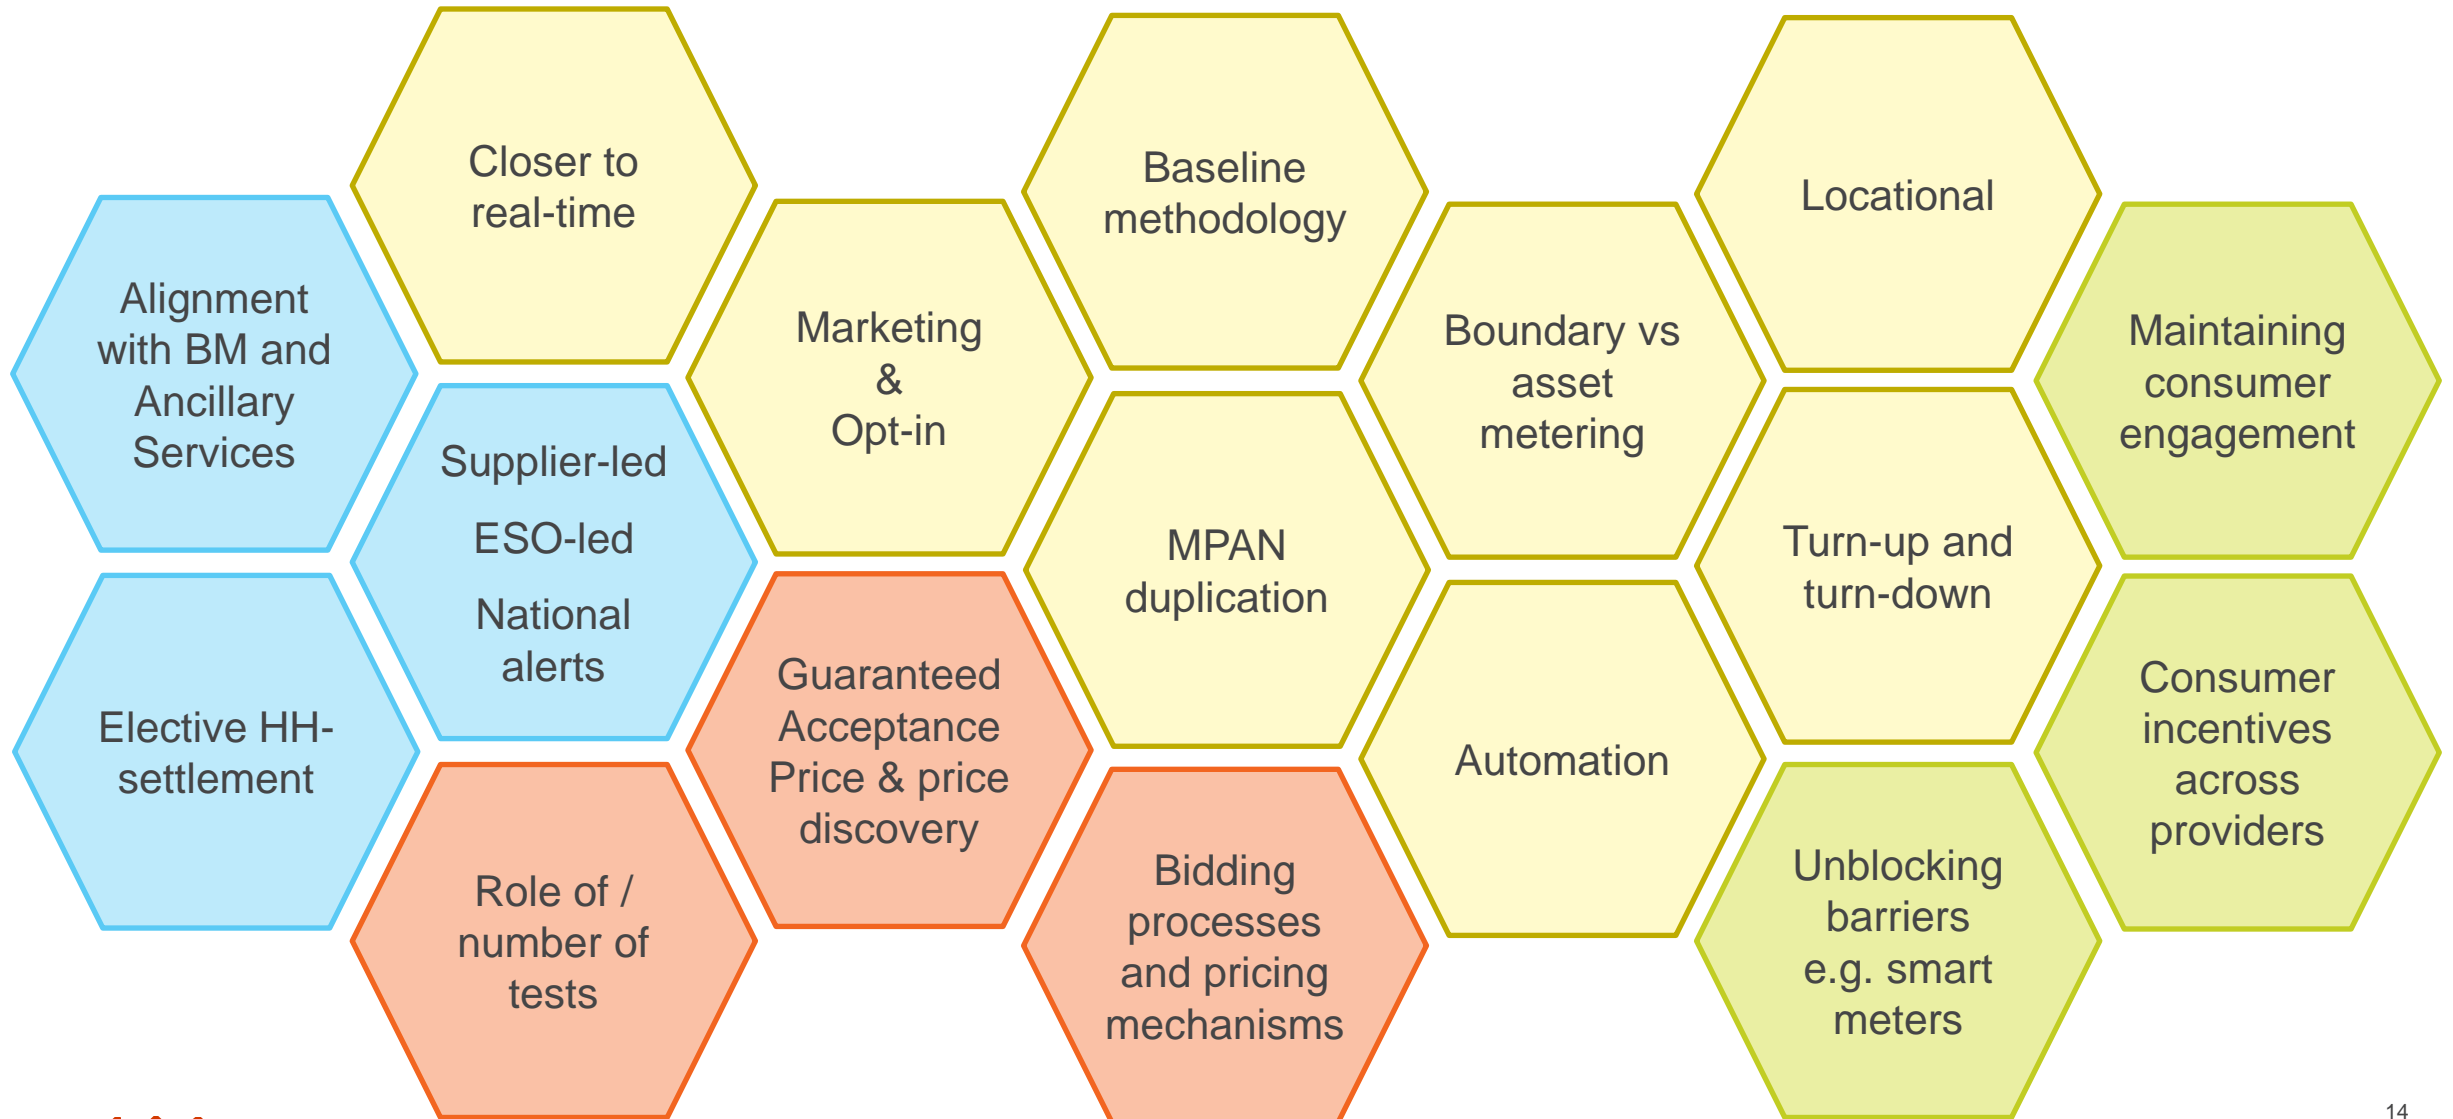 Closer to
real-time
Baseline
methodology
Locational
Alignment
with BM and
Ancillary
Services
Marketing
&
Opt-in
Boundary vs
asset
metering
Maintaining
consumer
engagement
Supplier-led
ESO-led
National
alerts
MPAN
duplication
Turn-up and
turn-down
Elective HH-
settlement
Guaranteed
Acceptance
Price & price
discovery
Automation
Consumer
incentives
across
providers
Role of /
number of
tests
Bidding
processes
and pricing
mechanisms
Unblocking
barriers
e.g. smart
meters
14